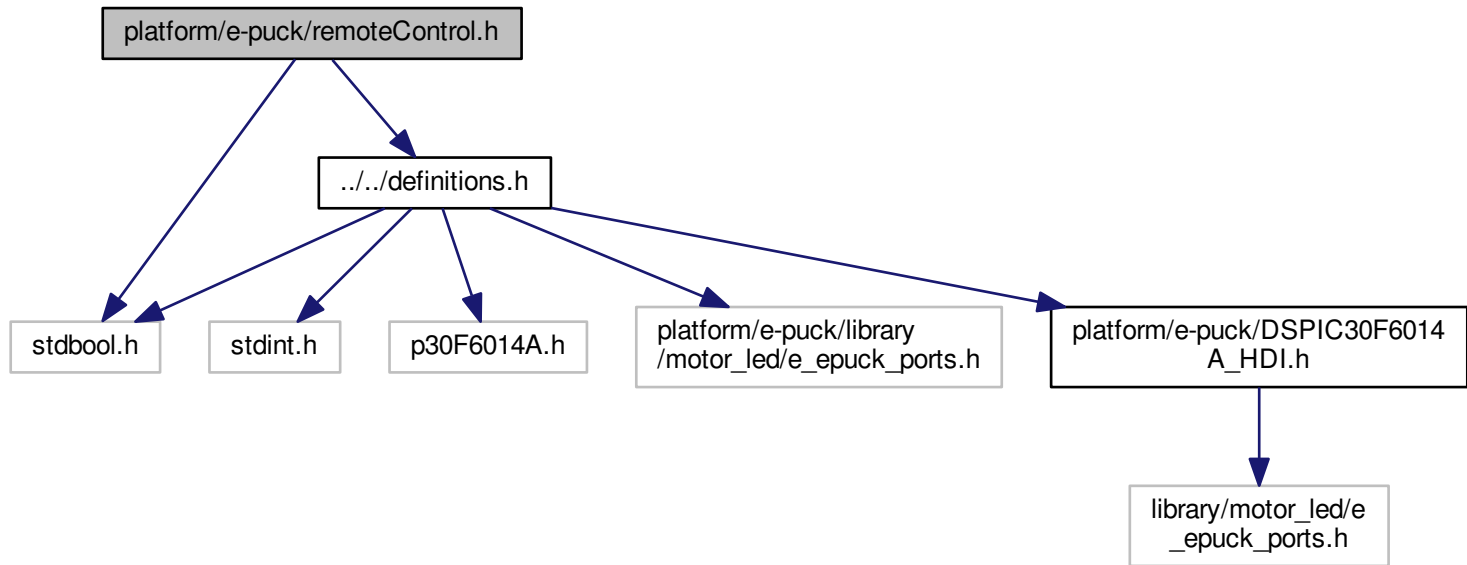 platform/e-puck/remoteControl.h
../../definitions.h
stdbool.h
stdint.h
p30F6014A.h
platform/e-puck/library
/motor_led/e_epuck_ports.h
platform/e-puck/DSPIC30F6014
A_HDI.h
library/motor_led/e
_epuck_ports.h